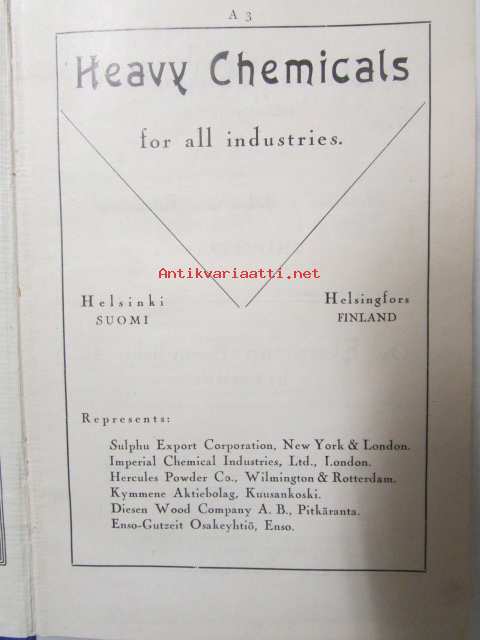 A 3
Heavy Chemicals
for all industries.
Antikvariaatti.net
Helsinki
SUOMI
Helsingfors
FINLAND
Represents:
Sulphu Export Corporation, New York & London.
Imperial Chemical Industries, Ltd., London.
Hercules Powder Co., Wilmington & Rotterdam.
Kymmene Aktiebolag, Kuusankoski.
Diesen Wood Company A. B., Pitkäranta.
Enso-Gutzeit Osakeyhtiö, Enso.